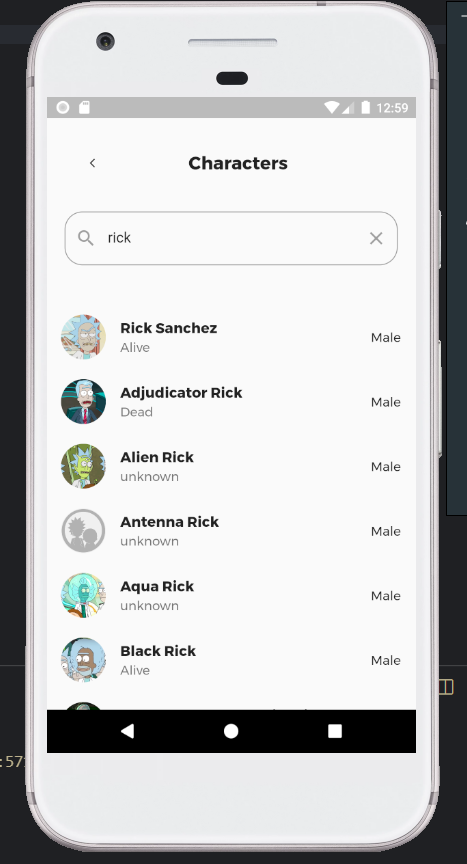 12:59
Characters
rick
Rick Sanchez
Alive
Male
Adjudicator Rick
Dead
Male
Alien Rick
unknown
Male
Antenna Rick
unknown
Male
Aqua Rick
unknown
Male
Black Rick
Alive
Male
:57